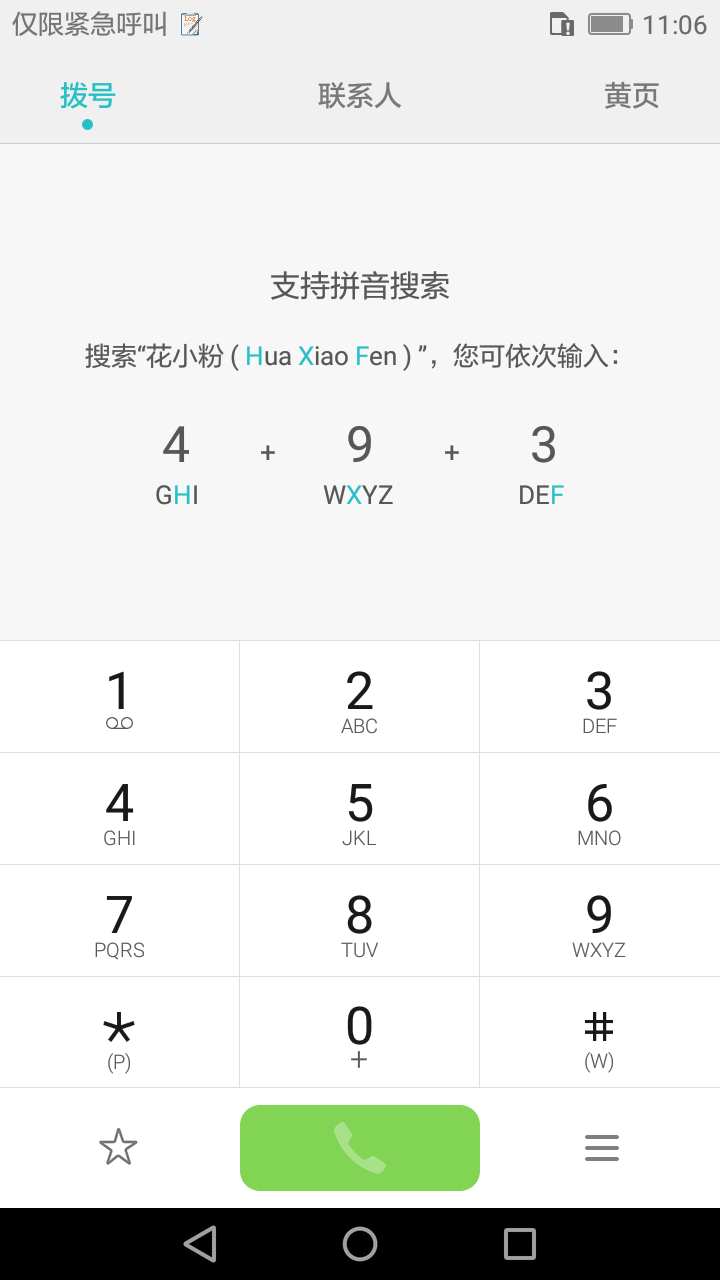 仅限紧急呼叫 Log 11:06
拨号 联系人 黄页
支持拼音搜索
搜索“花小粉 ( Hua Xiao Fen ) ”，您可依次输入：
4 + 9 + 3
GHI WXYZ DEF
1 2 3
ABC DEF
4 5 6
GHI JKL MNO
7 8 9
PQRS TUV WXYZ
* 0 #
(P) + (W)